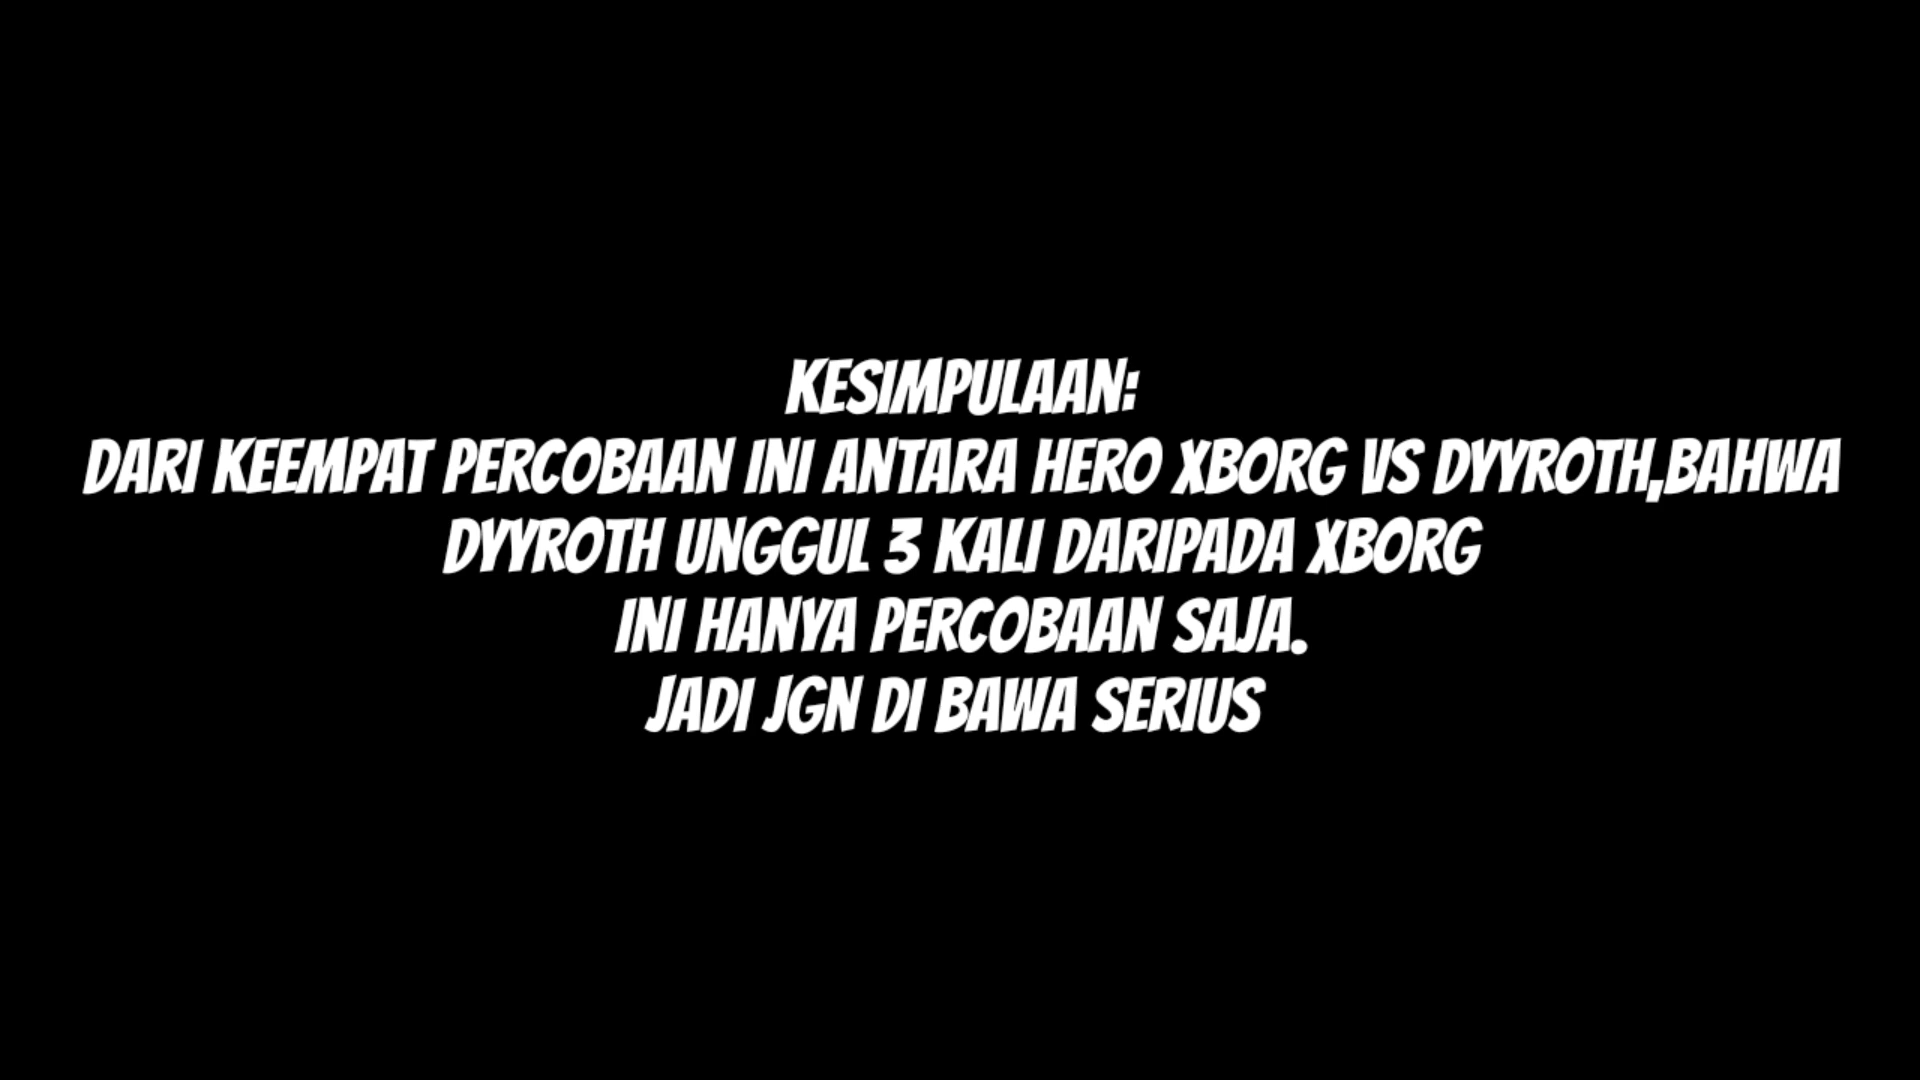 KESIMPULAAN:
DARI KEEMPAT PERCOBAAN INI ANTARA HERO XBORG VS DYYROTH,BAHWA
DYYROTH UNGGUL 3 KALI DARIPADA XBORG
INI HANYA PERCOBAAN SAJA.
JADI JGN DI BAWA SERIUS